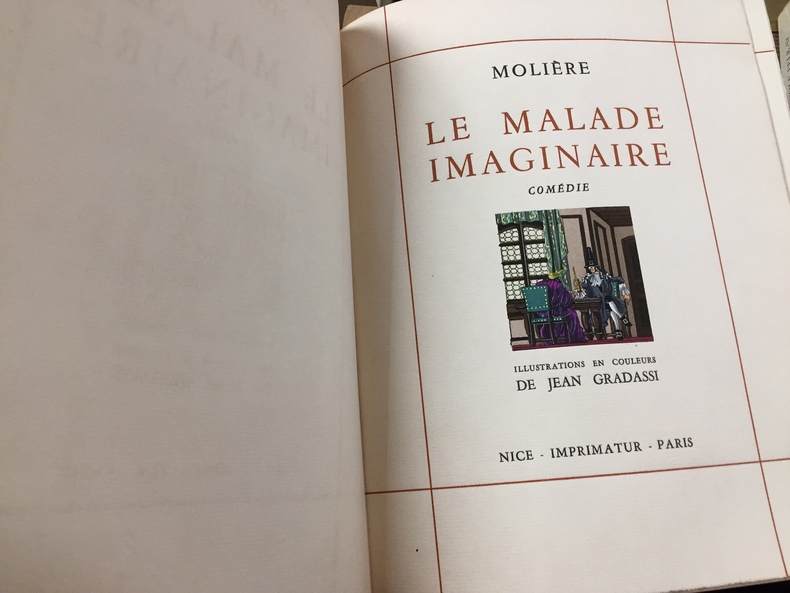 MOLIÈRE
LE MALADE
IMAGINAIRE
COMÉDIE
ILLUSTRATIONS EN COULEURS
DE JEAN GRADASSI
NICE - IMPRIMATUR - PARIS